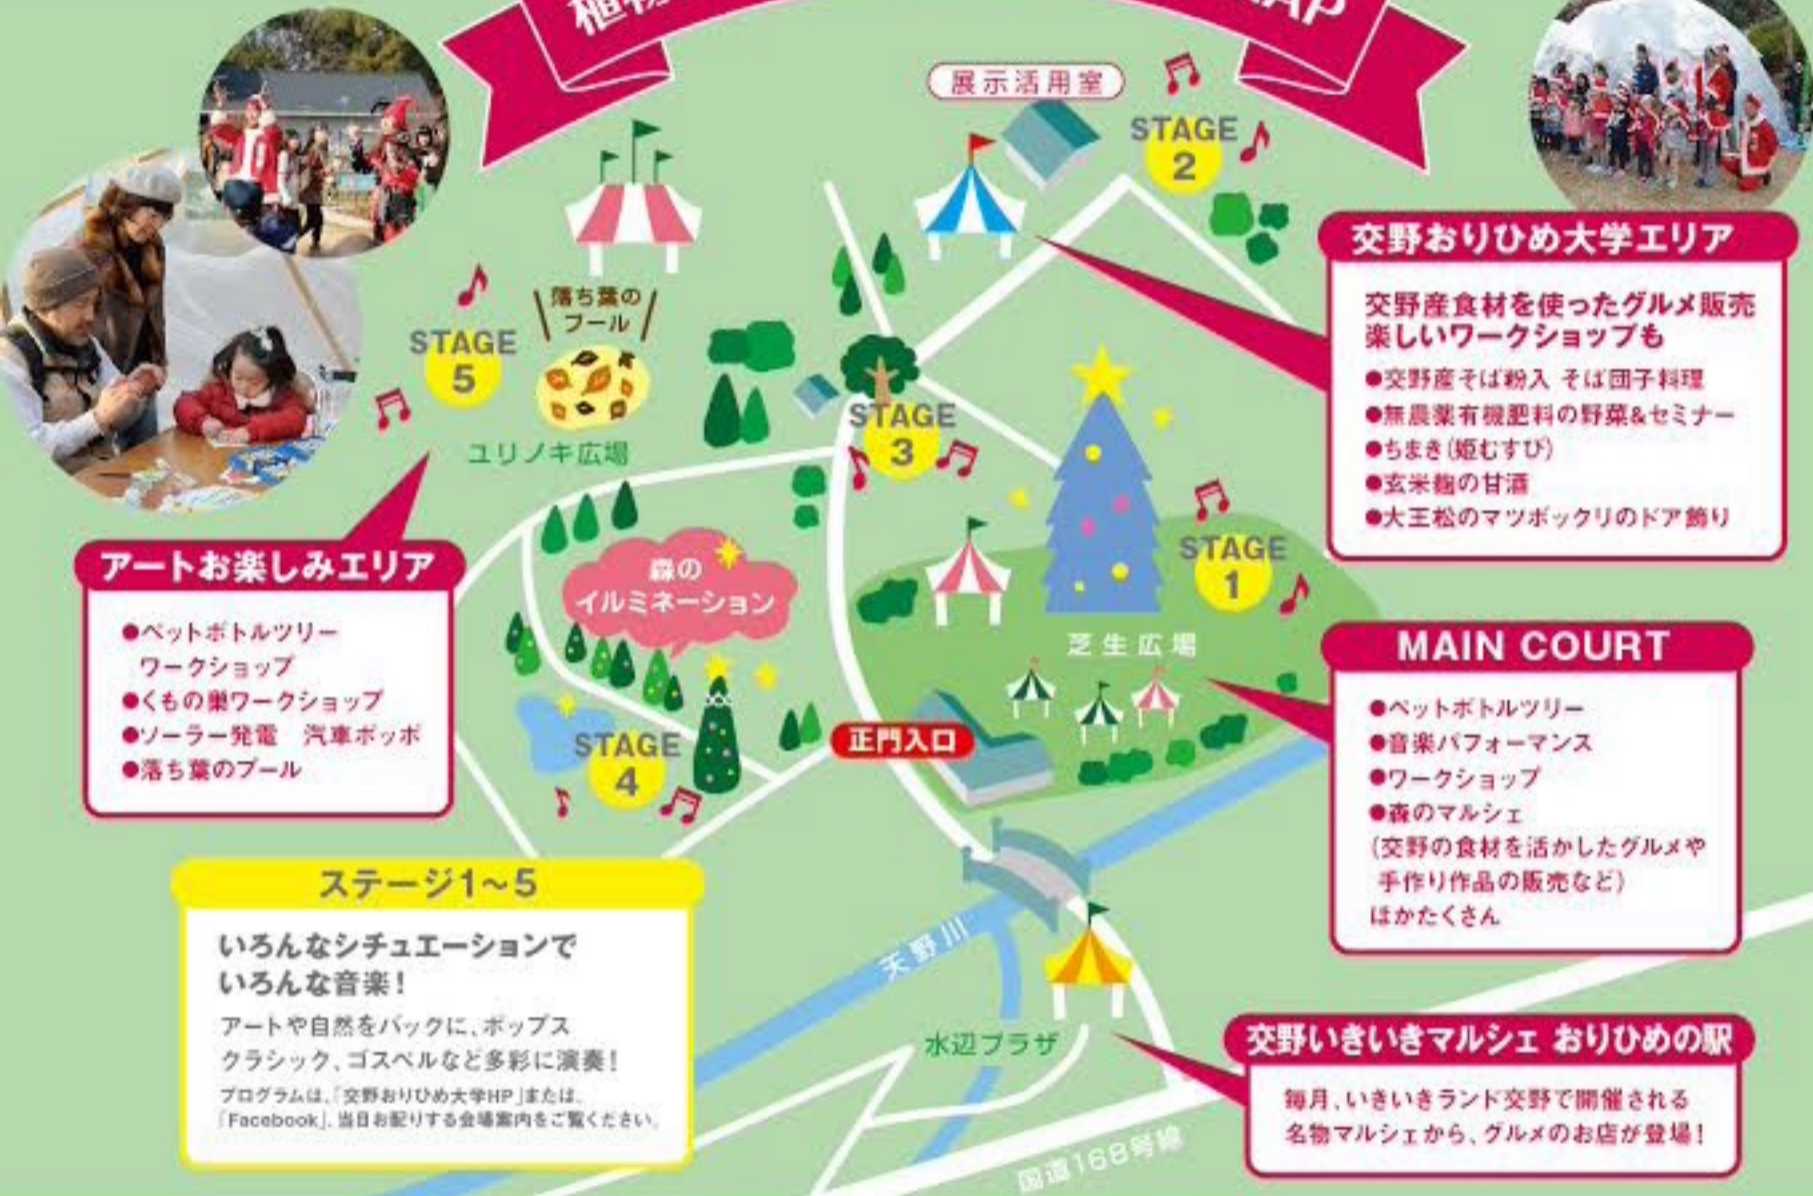 植物
MAP
展示活用室
STAGE
2
落ち葉の
プール
STAGE
5
ユリノキ広場
STAGE
3
交野おりひめ大学エリア
交野産食材を使ったグルメ販売
楽しいワークショップも
●交野産そば粉入 そば団子料理
●無農薬有機肥料の野菜&セミナー
●ちまき(姫むすび)
●玄米麹の甘酒
●大王松のマツボックリのドア飾り
アートお楽しみエリア
●ペットボトルツリー
ワークショップ
●くもの巣ワークショップ
●ソーラー発電 汽車ポッポ
●落ち葉のプール
森の
イルミネーション
STAGE
1
芝生広場
STAGE
4
正門入口
MAIN COURT
●ペットボトルツリー
●音楽パフォーマンス
●ワークショップ
●森のマルシェ
(交野の食材を活かしたグルメや
手作り作品の販売など)
ほかたくさん
ステージ1~5
いろんなシチュエーションで
いろんな音楽!
アートや自然をバックに、ポップス
クラシック、ゴスペルなど多彩に演奏!
プログラムは、「交野おりひめ大学HP」または、
「Facebook」、当日お配りする会場案内をご覧ください。
天野川
水辺プラザ
交野いきいきマルシェ おりひめの駅
毎月、いきいきランド交野で開催される
名物マルシェから、グルメのお店が登場!
国道168号線